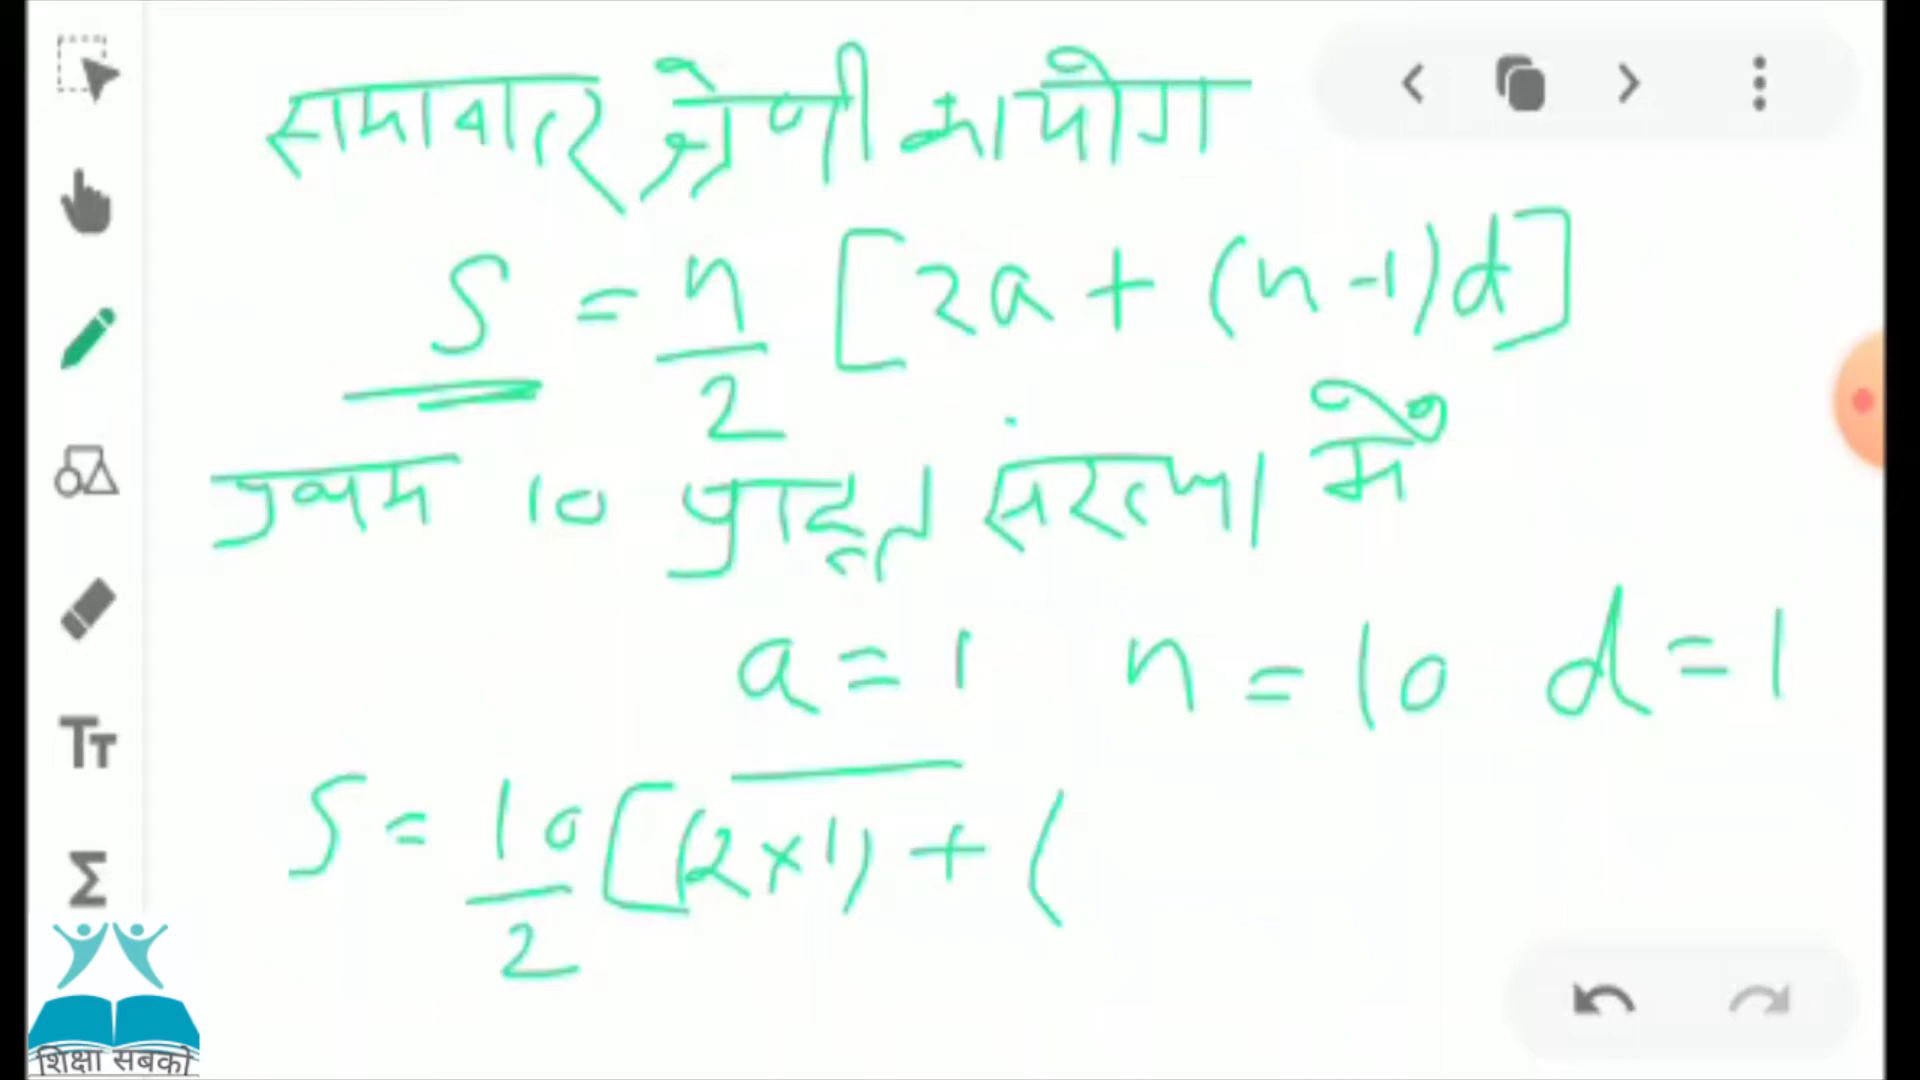 समावातर श्रेणी का योग
S = n/2 [2a + (n-1)d]
प्रथम 10 प्राकृत संख्या में
a = 1 n = 10 d = 1
S = 10/2 [(2×1) + (
शिक्षा सबको